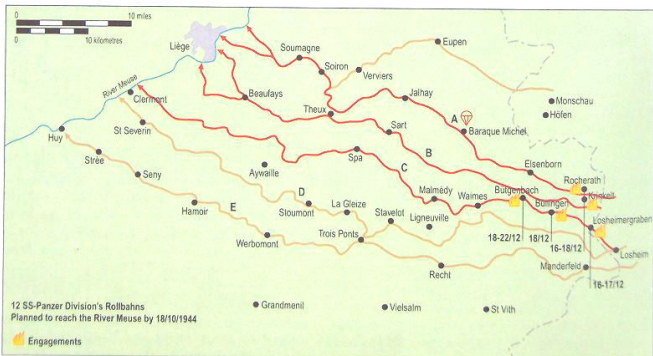 0 10 miles
0 10 kilometres
Liége
Soumagne
Eupen
Soiron
Verviers
River Meuse
Clermont
Beaufays
Jalhay
Monschau
Theux
A
Höfen
St Severin
Sart
Baraque Michel
Huy
Strée
Spa
B
Elsenborn
Aywaille
C
Rocherath
Seny
D
Malmédy
Waimes
Butgenbach
Krinkelt
Hamoir
E
Stoumont
La Gleize
Stavelot
Ligneuville
Büllingen
Losheimergraben
Werbomont
Trois Ponts
18-22/12
18/12
16-18/12
Losheim
Recht
Manderfeld
16-17/12
12 SS-Panzer Division's Rollbahns
Planned to reach the River Meuse by 18/10/1944
Grandmenil
Vielsalm
St Vith
Engagements